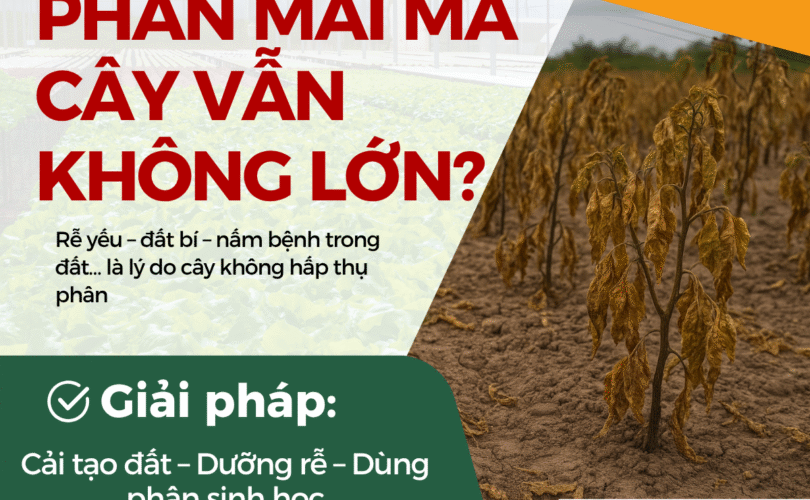 PHÂN MÃI MÀ
CÂY VẪN
KHÔNG LỚN?
Rễ yếu – đất bí – nấm bệnh trong
đất... là lý do cây không hấp thụ
phân
Giải pháp:
Cải tạo đất – Dưỡng rễ – Dùng
phân sinh học